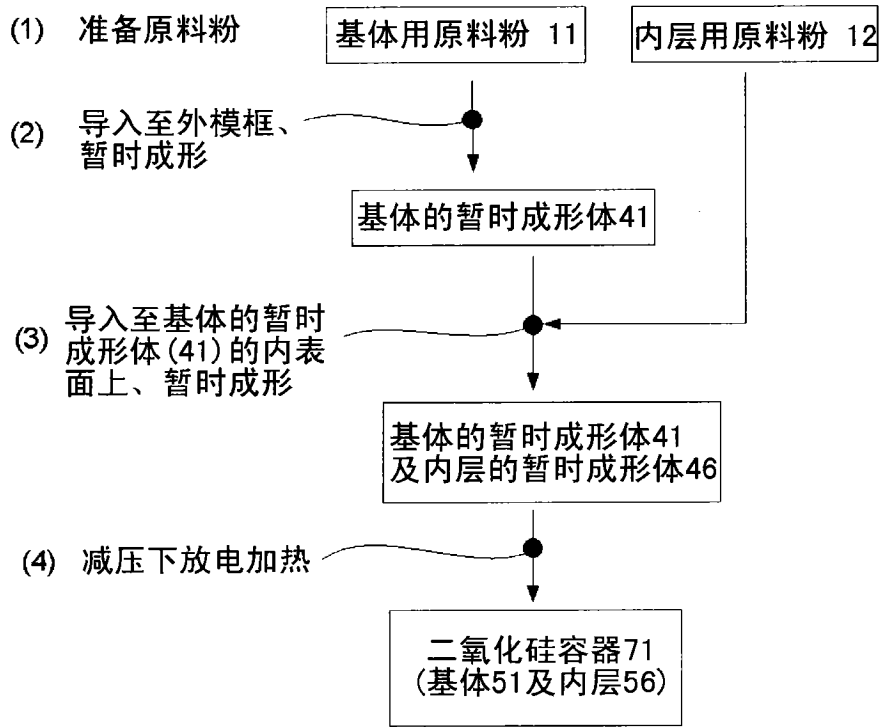 (1) 准备原料粉
基体用原料粉 11
内层用原料粉 12
(2) 导入至外模框、
暂时成形
基体的暂时成形体41
(3) 导入至基体的暂时
成形体(41)的内表
面上、暂时成形
基体的暂时成形体41
及内层的暂时成形体46
(4) 减压下放电加热
二氧化硅容器71
(基体51及内层56)